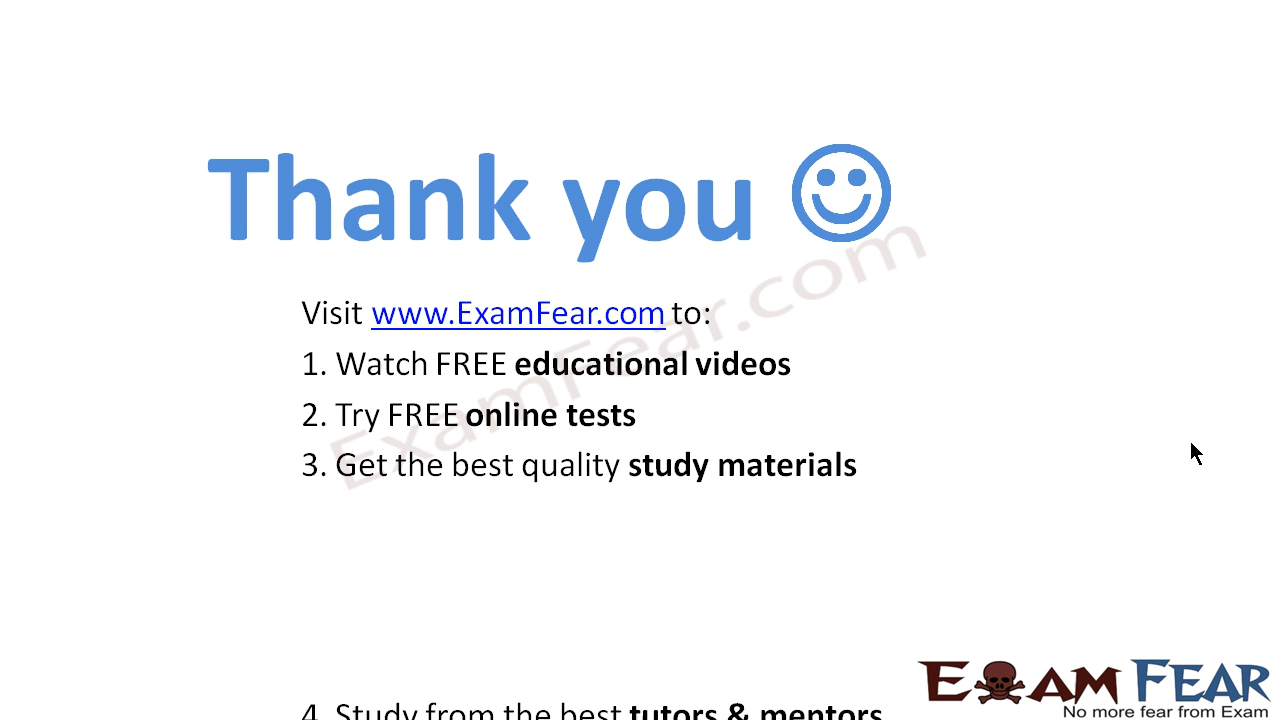 Thank you
Visit www.ExamFear.com to:
1. Watch FREE educational videos
2. Try FREE online tests
3. Get the best quality study materials
ExamFear.com
4. Study from the best tutors & mentors
EXAM FEAR
No more fear from Exam